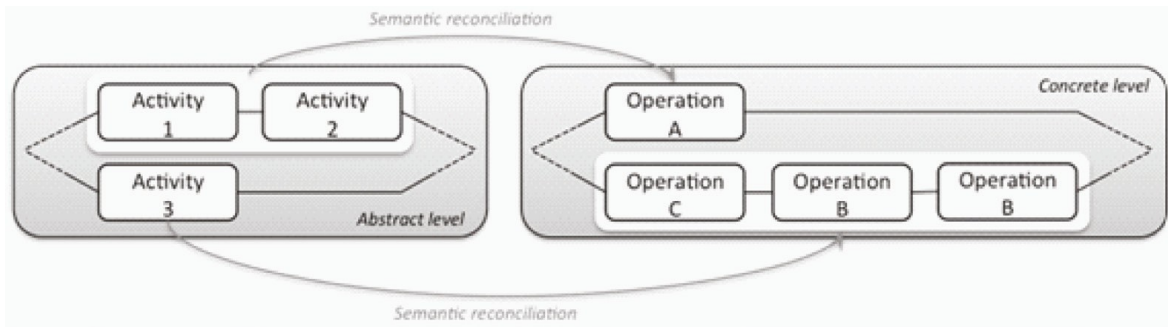 Semantic reconciliation
Activity
1
Activity
2
Activity
3
Abstract level
Concrete level
Operation
A
Operation
C
Operation
B
Operation
B
Semantic reconciliation